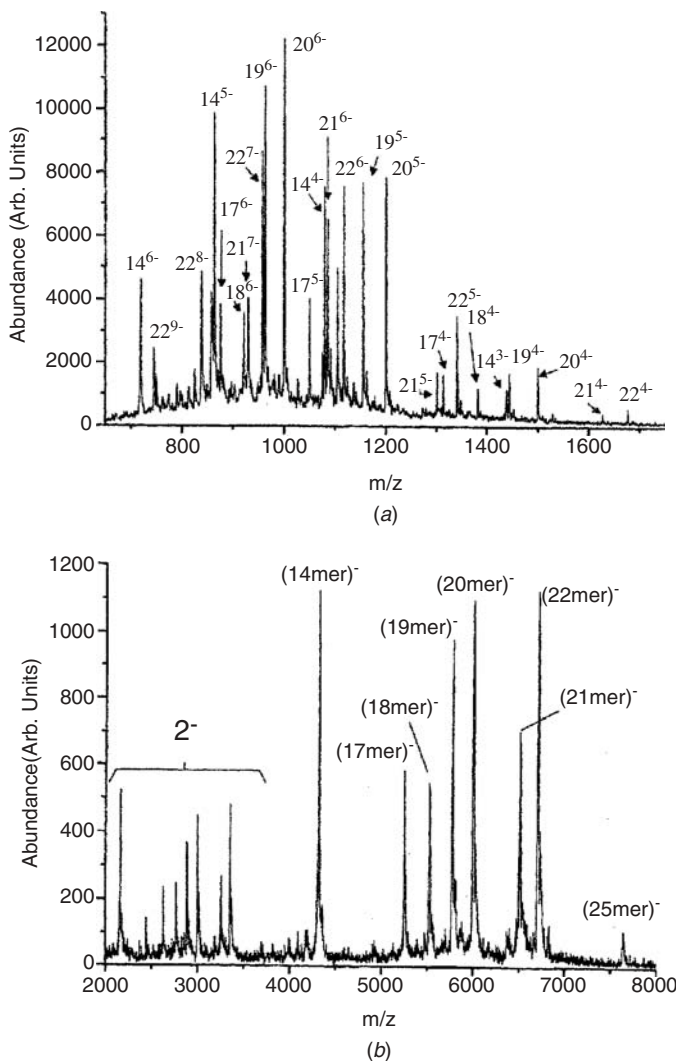 Abundance (Arb. Units)
12000
10000
8000
6000
4000
2000
0
20⁶⁻
19⁶⁻
14⁵⁻
21⁶⁻
19⁵⁻
22⁷⁻
22⁶⁻
20⁵⁻
14⁴⁻
17⁶⁻
21⁷⁻
14⁶⁻
22⁸⁻
18⁶⁻
17⁵⁻
22⁵⁻
18⁴⁻
17⁴⁻
22⁹⁻
14³⁻
19⁴⁻
20⁴⁻
21⁵⁻
21⁴⁻
22⁴⁻
800 1000 1200 1400 1600
m/z
(a)
Abundance(Arb. Units)
1200
1000
800
600
400
200
0
(14mer)⁻
(20mer)⁻
(22mer)⁻
(19mer)⁻
(18mer)⁻
(21mer)⁻
2⁻
(17mer)⁻
(25mer)⁻
2000 3000 4000 5000 6000 7000 8000
m/z
(b)